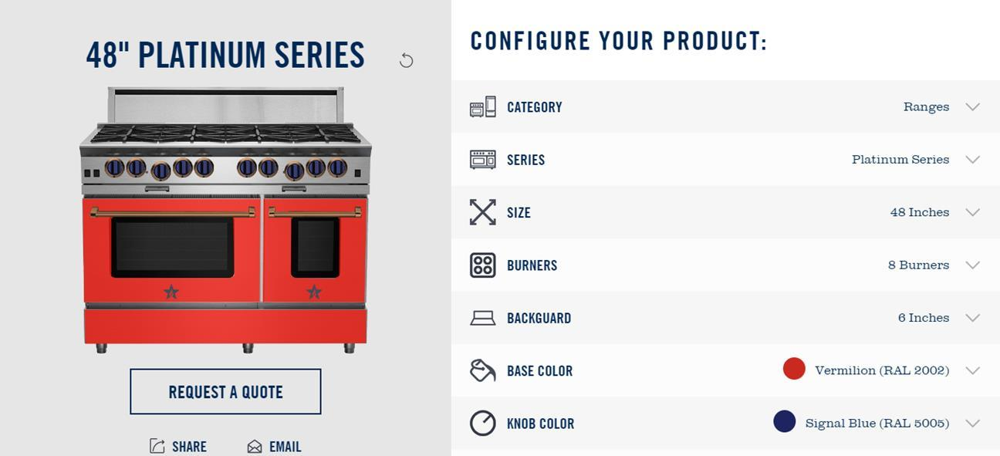 48" PLATINUM SERIES
CONFIGURE YOUR PRODUCT:
CATEGORY Ranges
SERIES Platinum Series
SIZE 48 Inches
BURNERS 8 Burners
BACKGUARD 6 Inches
BASE COLOR Vermilion (RAL 2002)
KNOB COLOR Signal Blue (RAL 5005)
REQUEST A QUOTE
SHARE EMAIL